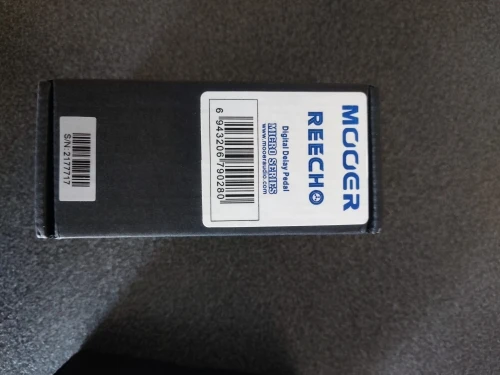 MOOER
REECHO
Digital Delay Pedal
MICRO SERIES
www.mooeraudio.com
6 943206 790280
S/N: 2177717